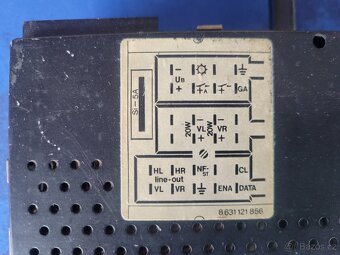 − ☼ ⏚
UB
+ A GA
Si - 5A
− −
20W VL 20W VR
+ +
HL HR NF- CL
line-out ST
VL VR ⏚ ENA DATA
8 631 121 856